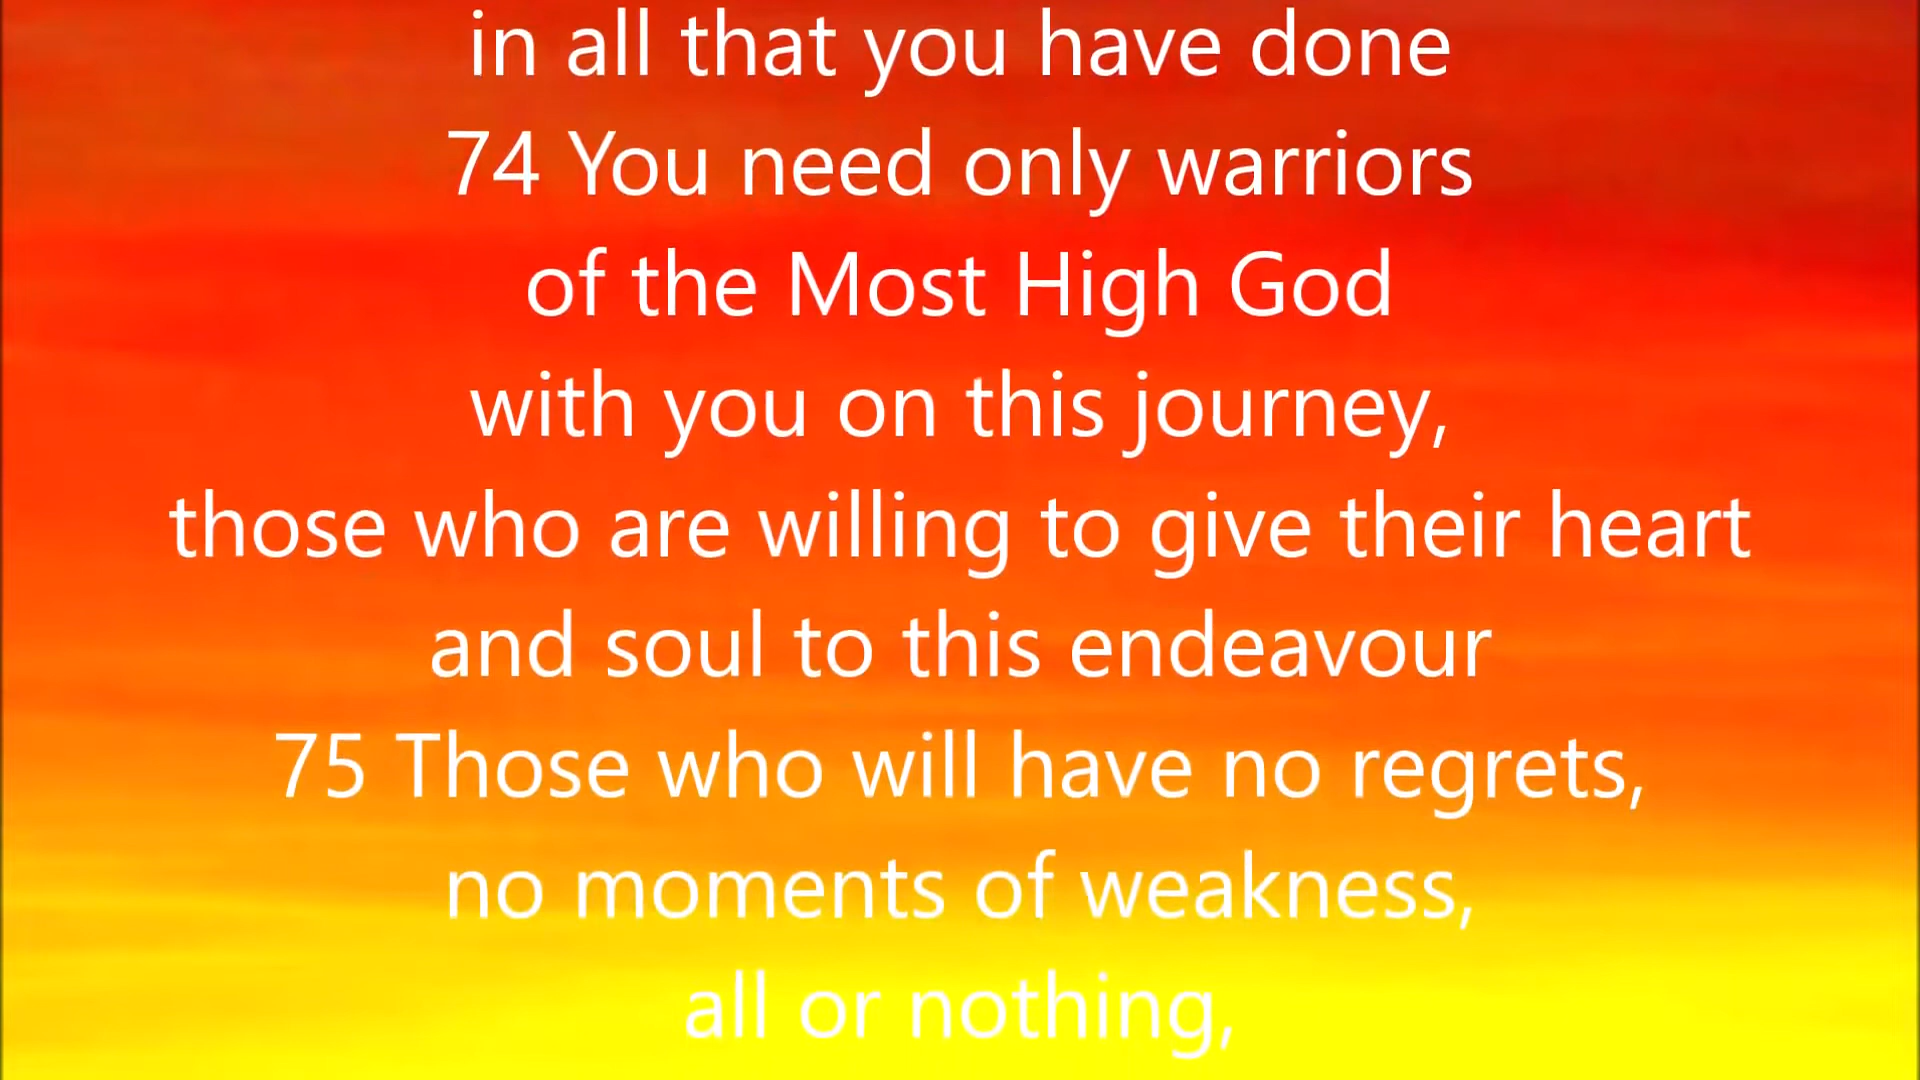 in all that you have done
74 You need only warriors
of the Most High God
with you on this journey,
those who are willing to give their heart
and soul to this endeavour
75 Those who will have no regrets,
no moments of weakness,
all or nothing,